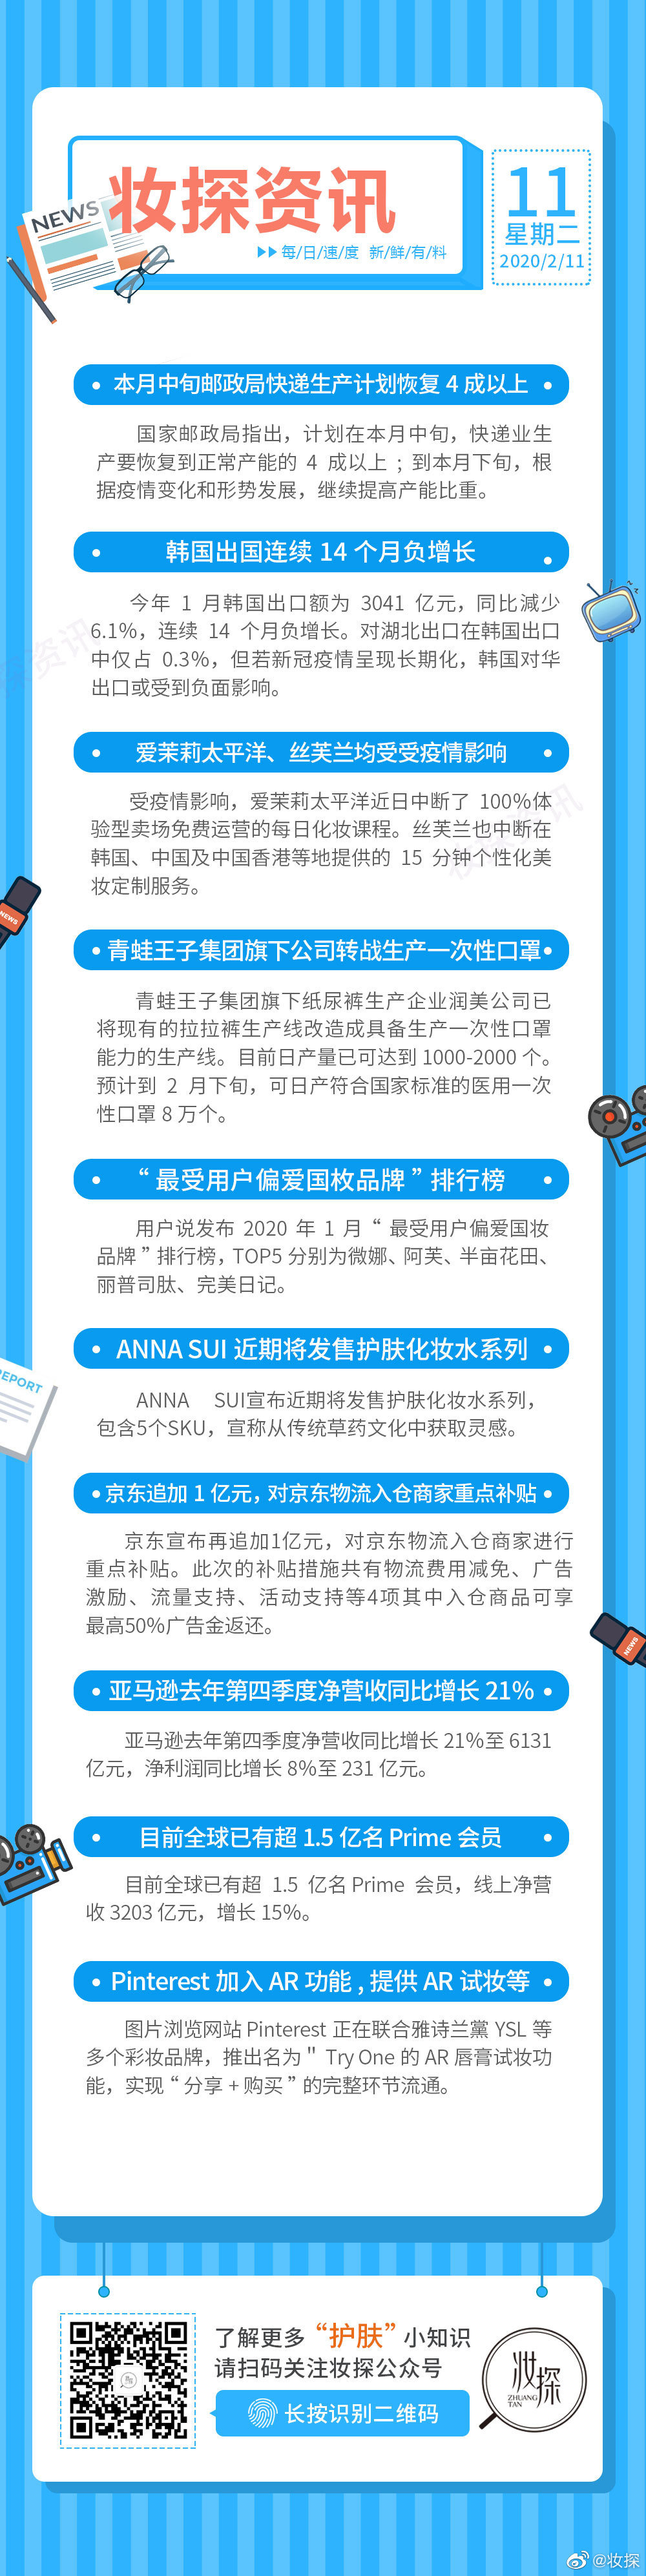 NEWS
妆探资讯
每/日/速/度 新/鲜/有/料
11
星期二
2020/2/11
本月中旬邮政局快递生产计划恢复 4 成以上
国家邮政局指出，计划在本月中旬，快递业生
产要恢复到正常产能的 4 成以上；到本月下旬，根
据疫情变化和形势发展，继续提高产能比重。
韩国出国连续 14 个月负增长
今年 1 月韩国出口额为 3041 亿元，同比减少
6.1%，连续 14 个月负增长。对湖北出口在韩国出口
中仅占 0.3%，但若新冠疫情呈现长期化，韩国对华
出口或受到负面影响。
探资讯
爱茉莉太平洋、丝芙兰均受受疫情影响
受疫情影响，爱茉莉太平洋近日中断了 100%体
验型卖场免费运营的每日化妆课程。丝芙兰也中断在
韩国、中国及中国香港等地提供的 15 分钟个性化美
妆定制服务。
妆探资讯
NEWS
青蛙王子集团旗下公司转战生产一次性口罩
青蛙王子集团旗下纸尿裤生产企业润美公司已
将现有的拉拉裤生产线改造成具备生产一次性口罩
能力的生产线。目前日产量已可达到 1000-2000 个。
预计到 2 月下旬，可日产符合国家标准的医用一次
性口罩 8 万个。
“最受用户偏爱国枚品牌”排行榜
用户说发布 2020 年 1 月“最受用户偏爱国妆
品牌”排行榜，TOP5 分别为微娜、阿芙、半亩花田、
丽普司肽、完美日记。
REPORT
ANNA SUI 近期将发售护肤化妆水系列
ANNA SUI宣布近期将发售护肤化妆水系列，
包含5个SKU，宣称从传统草药文化中获取灵感。
京东追加 1 亿元，对京东物流入仓商家重点补贴
京东宣布再追加1亿元，对京东物流入仓商家进行
重点补贴。此次的补贴措施共有物流费用减免、广告
激励、流量支持、活动支持等4项其中入仓商品可享
最高50%广告金返还。
NEWS
亚马逊去年第四季度净营收同比增长 21%
亚马逊去年第四季度净营收同比增长 21%至 6131
亿元，净利润同比增长 8%至 231 亿元。
目前全球已有超 1.5 亿名 Prime 会员
目前全球已有超 1.5 亿名 Prime 会员，线上净营
收 3203 亿元，增长 15%。
Pinterest 加入 AR 功能 , 提供 AR 试妆等
图片浏览网站 Pinterest 正在联合雅诗兰黛 YSL 等
多个彩妆品牌，推出名为 " Try One 的 AR 唇膏试妆功
能，实现“分享 + 购买”的完整环节流通。
了解更多“护肤”小知识
请扫码关注妆探公众号
长按识别二维码
妆探
ZHUANG
TAN
@妆探